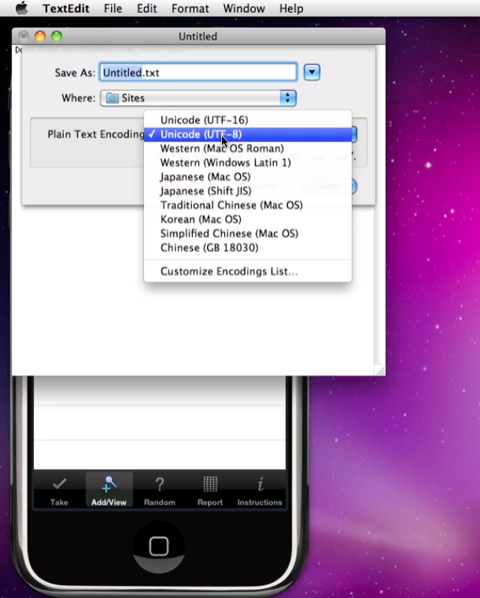 TextEdit File Edit Format Window Help
Untitled
Save As: Untitled.txt
Where: Sites
Plain Text Encoding
Unicode (UTF-16)
✓ Unicode (UTF-8)
Western (Mac OS Roman)
Western (Windows Latin 1)
Japanese (Mac OS)
Japanese (Shift JIS)
Traditional Chinese (Mac OS)
Korean (Mac OS)
Simplified Chinese (Mac OS)
Chinese (GB 18030)
Customize Encodings List...
Take Add/View Random Report Instructions